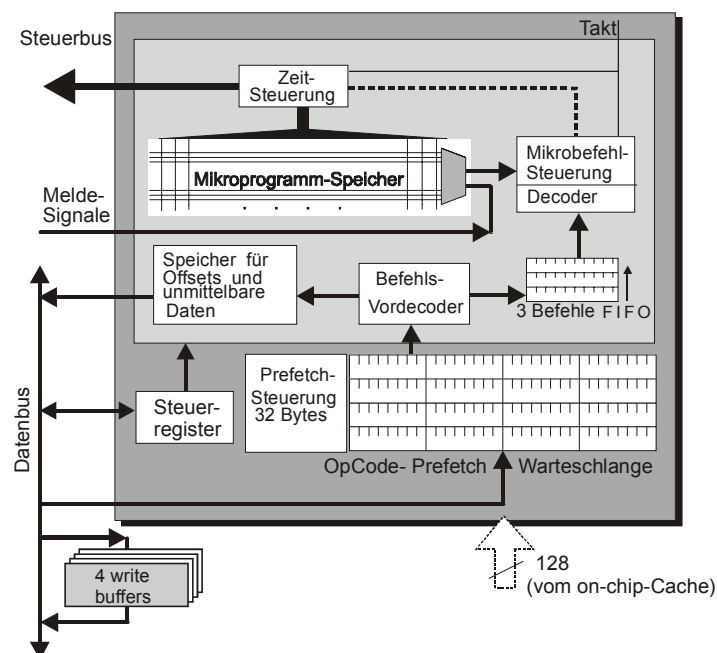 Steuerbus
Takt
Zeit-
Steuerung
Mikroprogramm-Speicher
Mikrobefehl-
Steuerung
Decoder
Melde-
Signale
Speicher für
Offsets und
unmittelbare
Daten
Befehls-
Vordecoder
3 Befehle FIFO
Prefetch-
Steuerung
32 Bytes
Steuer-
register
OpCode- Prefetch Warteschlange
Datenbus
4 write
buffers
128
(vom on-chip-Cache)